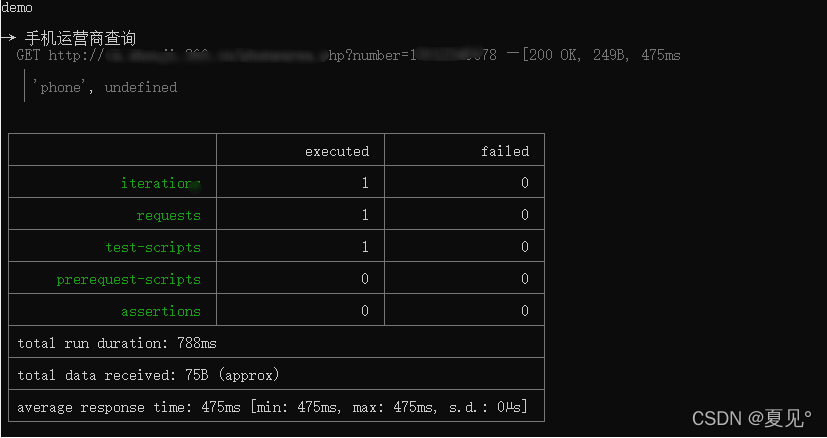 demo
→ 手机运营商查询
GET http:// hp?number=1 678 —[200 OK, 249B, 475ms
'phone', undefined
executed failed
iterations 1 0
requests 1 0
test-scripts 1 0
prerequest-scripts 0 0
assertions 0 0
total run duration: 788ms
total data received: 75B (approx)
average response time: 475ms [min: 475ms, max: 475ms, s.d.: 0µs]
CSDN @夏见°